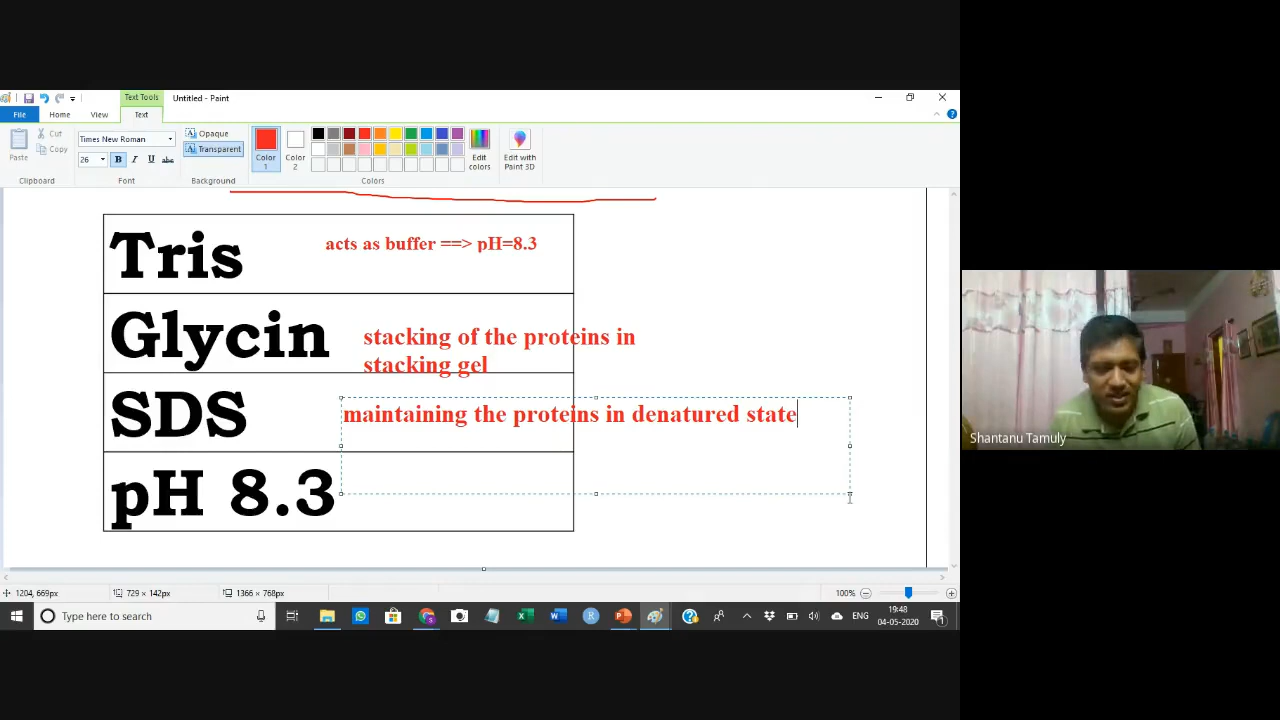 Text Tools
Untitled - Paint
File
Home
View
Text
Paste
Cut
Copy
Clipboard
Times New Roman
26
B
I
U
abc
Font
Opaque
Transparent
Background
Color
1
Color
2
Edit
colors
Colors
Edit with
Paint 3D
Tris
acts as buffer ==> pH=8.3
Glycin
stacking of the proteins in
stacking gel
SDS
maintaining the proteins in denatured state
pH 8.3
Shantanu Tamuly
1204, 669px
729 × 142px
1366 × 768px
100%
Type here to search
ENG
19:48
04-05-2020